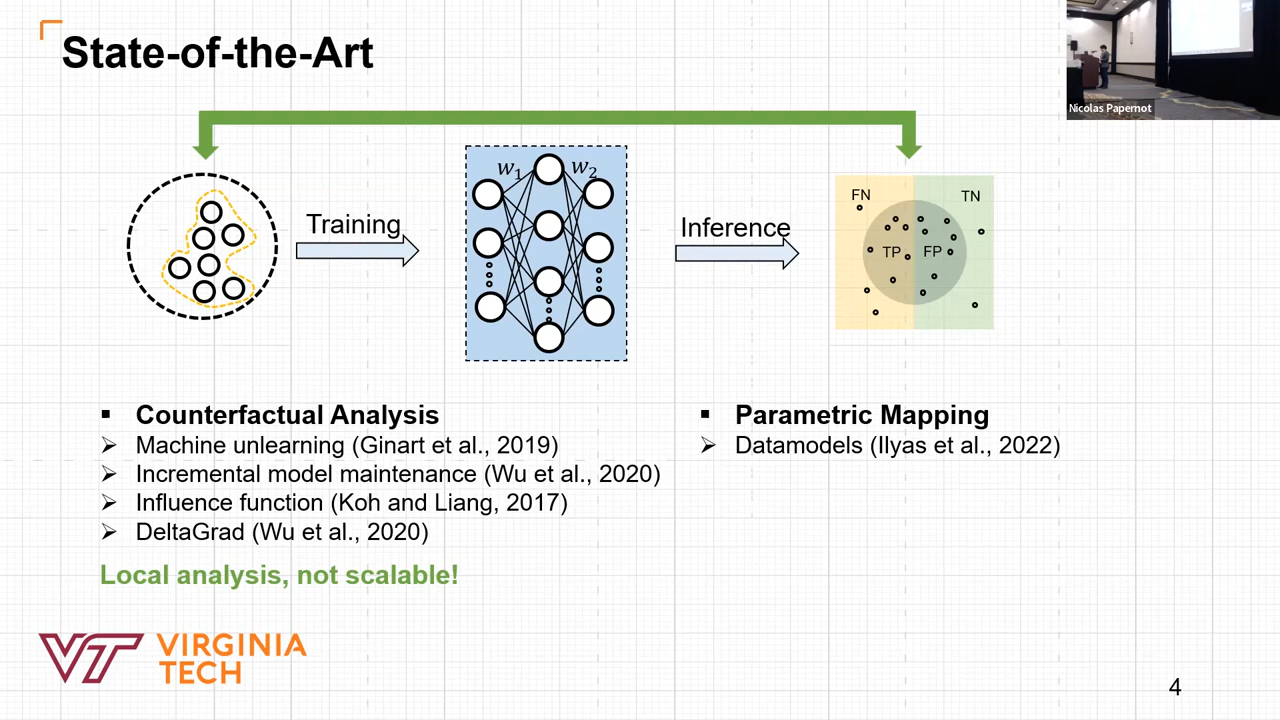 State-of-the-Art
Nicolas Papernot
Training
w1
w2
Inference
FN
TN
TP
FP
▪ Counterfactual Analysis
➢ Machine unlearning (Ginart et al., 2019)
➢ Incremental model maintenance (Wu et al., 2020)
➢ Influence function (Koh and Liang, 2017)
➢ DeltaGrad (Wu et al., 2020)
Local analysis, not scalable!
▪ Parametric Mapping
➢ Datamodels (Ilyas et al., 2022)
VT VIRGINIA
TECH
4